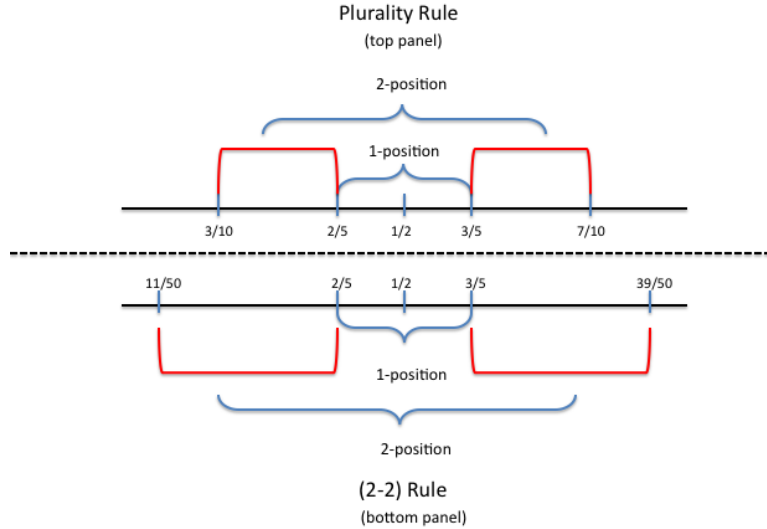 Plurality Rule
(top panel)
2-position
1-position
3/10 2/5 1/2 3/5 7/10
11/50 2/5 1/2 3/5 39/50
1-position
2-position
(2-2) Rule
(bottom panel)